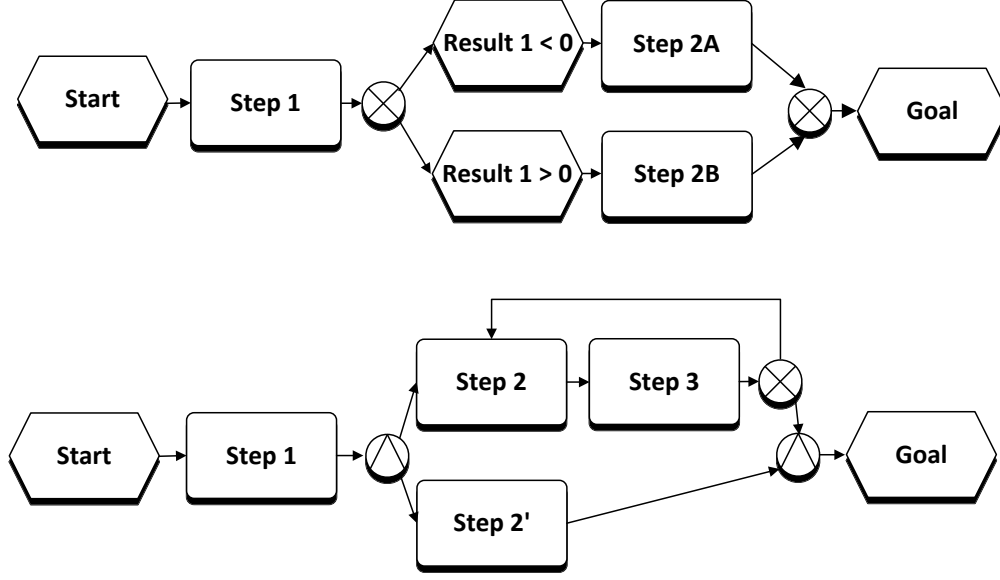 Start
Step 1
Result 1 < 0
Step 2A
Result 1 > 0
Step 2B
Goal
Start
Step 1
Step 2
Step 3
Step 2'
Goal